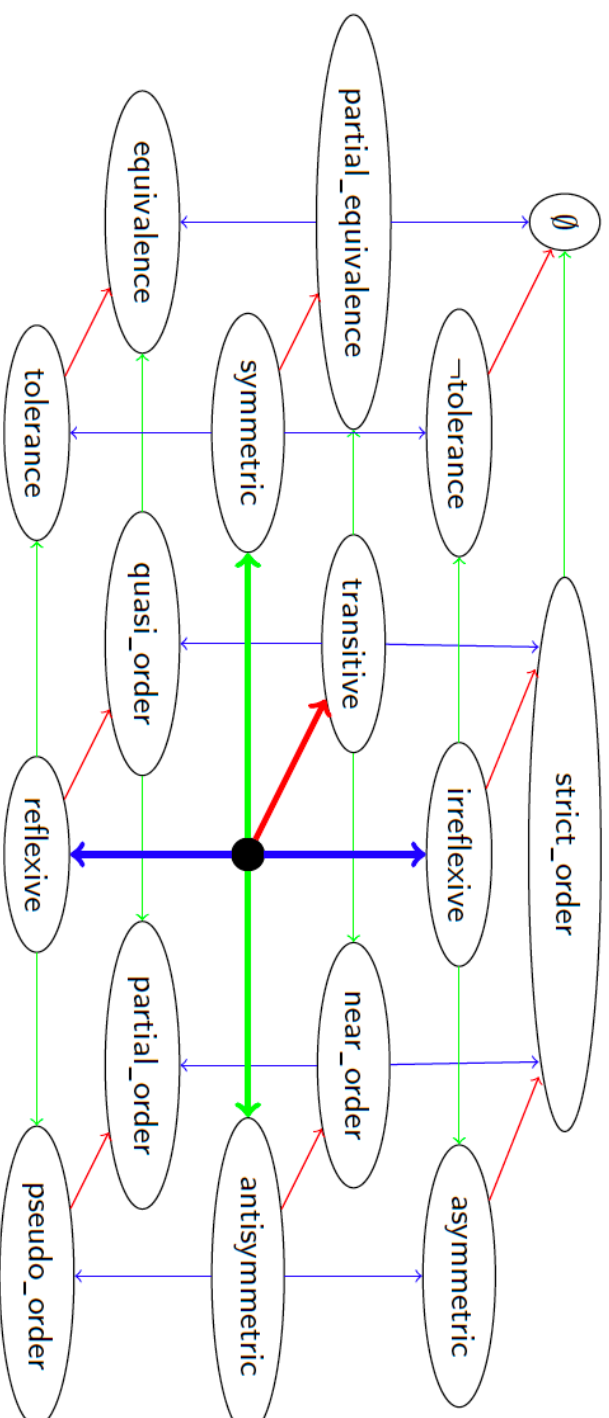 ∅
strict_order
¬tolerance
irreflexive
asymmetric
partial_equivalence
transitive
near_order
symmetric
antisymmetric
equivalence
quasi_order
partial_order
tolerance
reflexive
pseudo_order